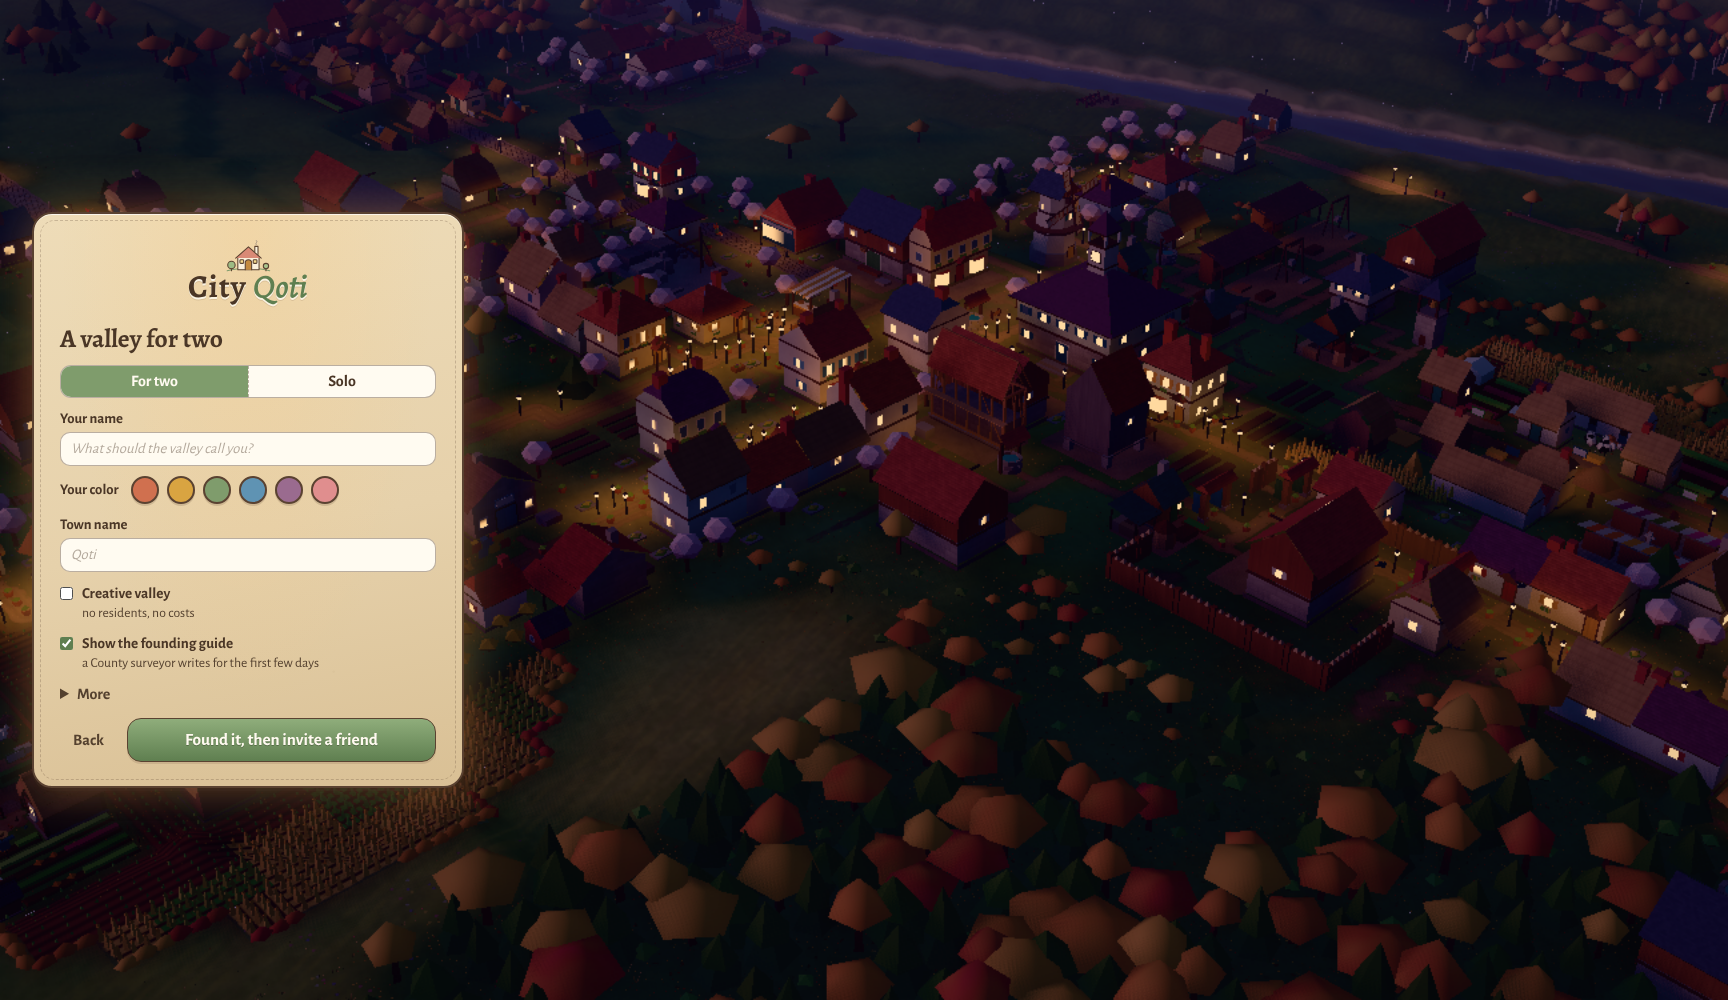 City Qoti
A valley for two
For two
Solo
Your name
What should the valley call you?
Your color
Town name
Qoti
Creative valley
no residents, no costs
Show the founding guide
a County surveyor writes for the first few days
More
Back
Found it, then invite a friend